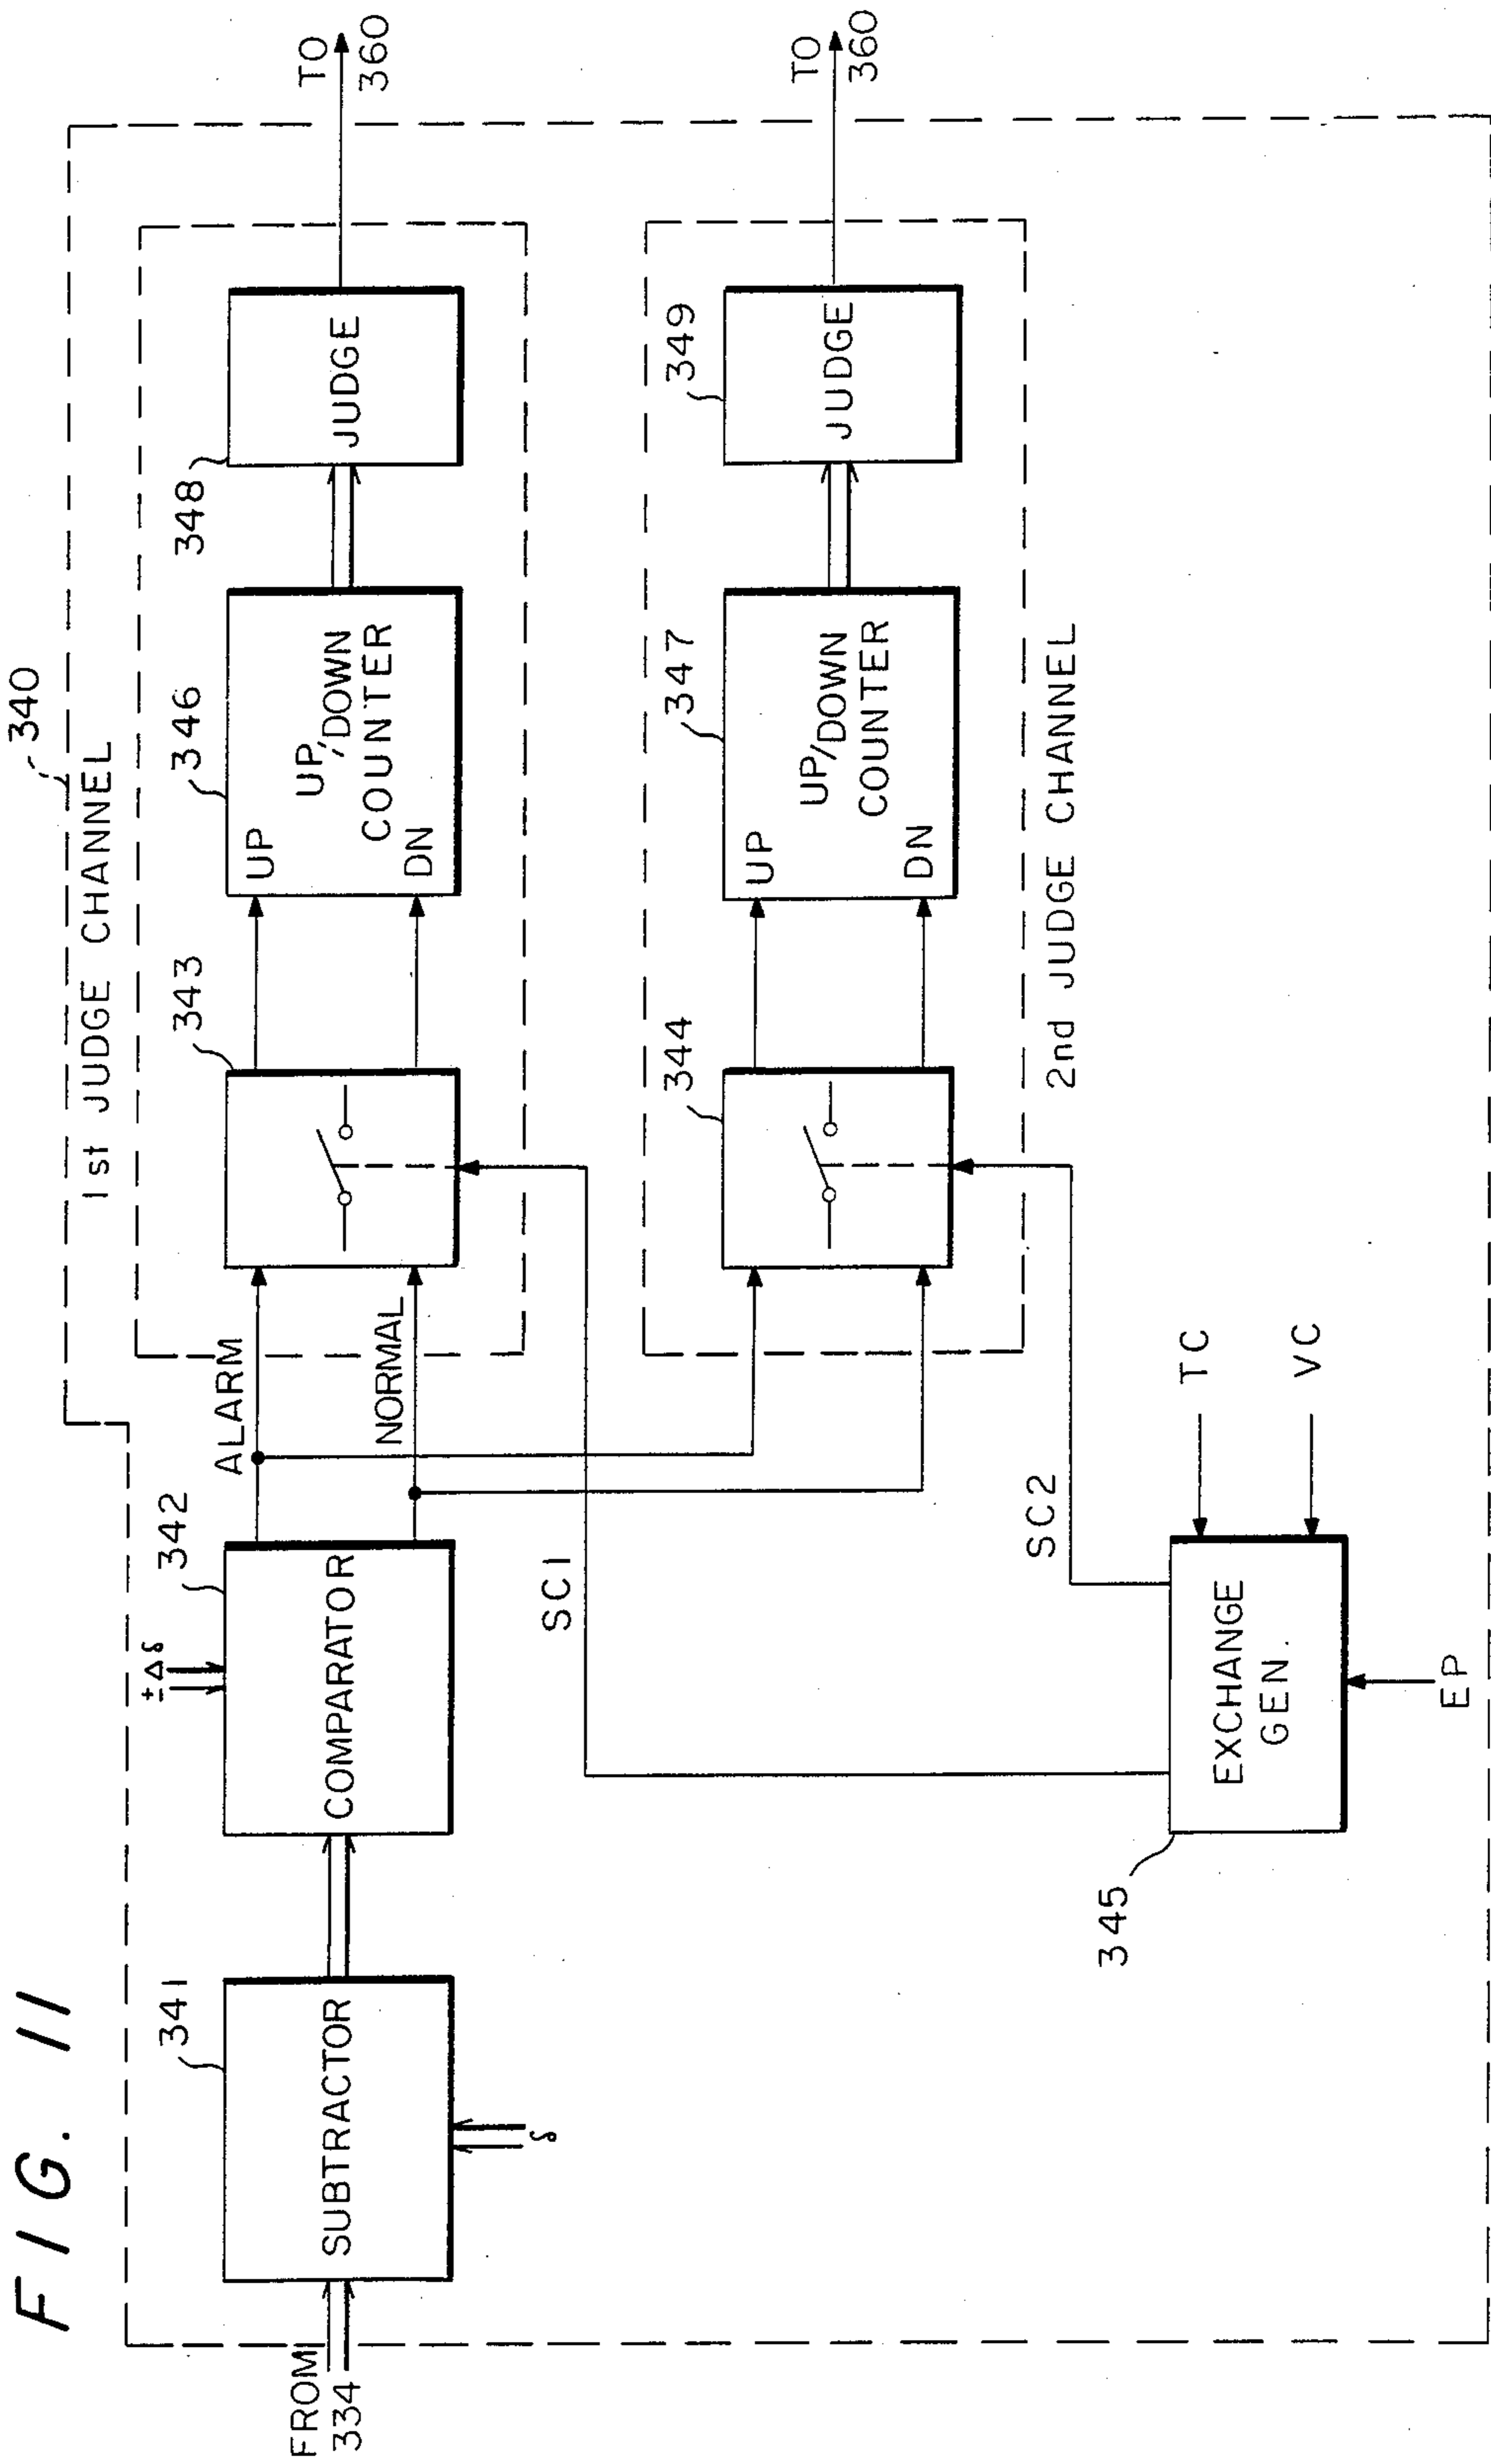 FIG. 11
340
1st JUDGE CHANNEL
FROM
334
341
SUBTRACTOR
δ
342
±Δδ
COMPARATOR
ALARM
NORMAL
343
346
UP
UP/DOWN
COUNTER
DN
348
JUDGE
TO
360
344
347
UP
UP/DOWN
COUNTER
DN
349
JUDGE
TO
360
2nd JUDGE CHANNEL
SC1
SC2
345
EXCHANGE
GEN.
TC
VC
EP